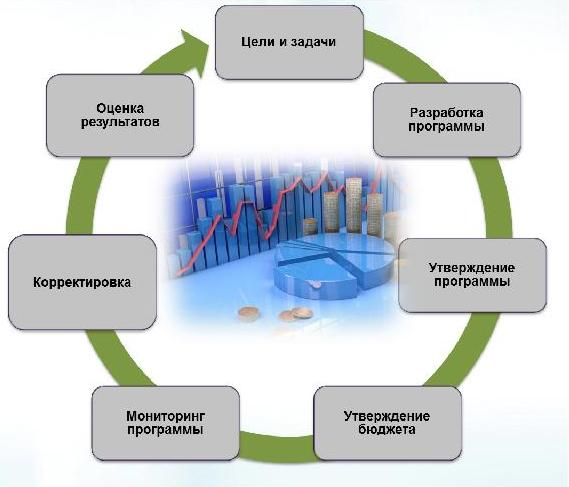 Цели и задачи
Разработка
программы
Утверждение
программы
Утверждение
бюджета
Мониторинг
программы
Корректировка
Оценка
результатов